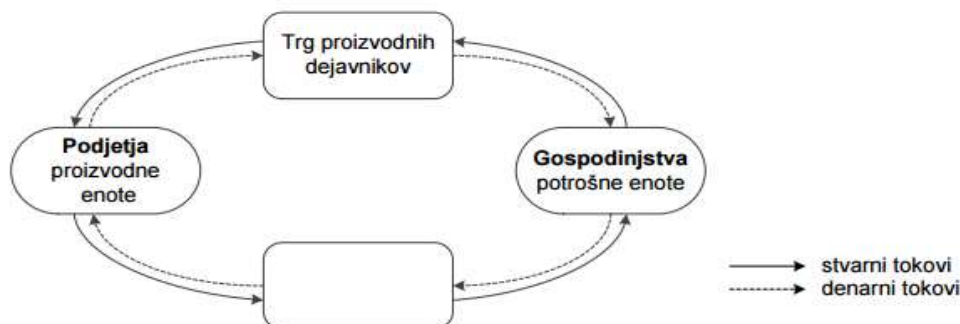 Trg proizvodnih
dejavnikov
Podjetja
proizvodne
enote
Gospodinjstva
potrošne enote
stvarni tokovi
denarni tokovi